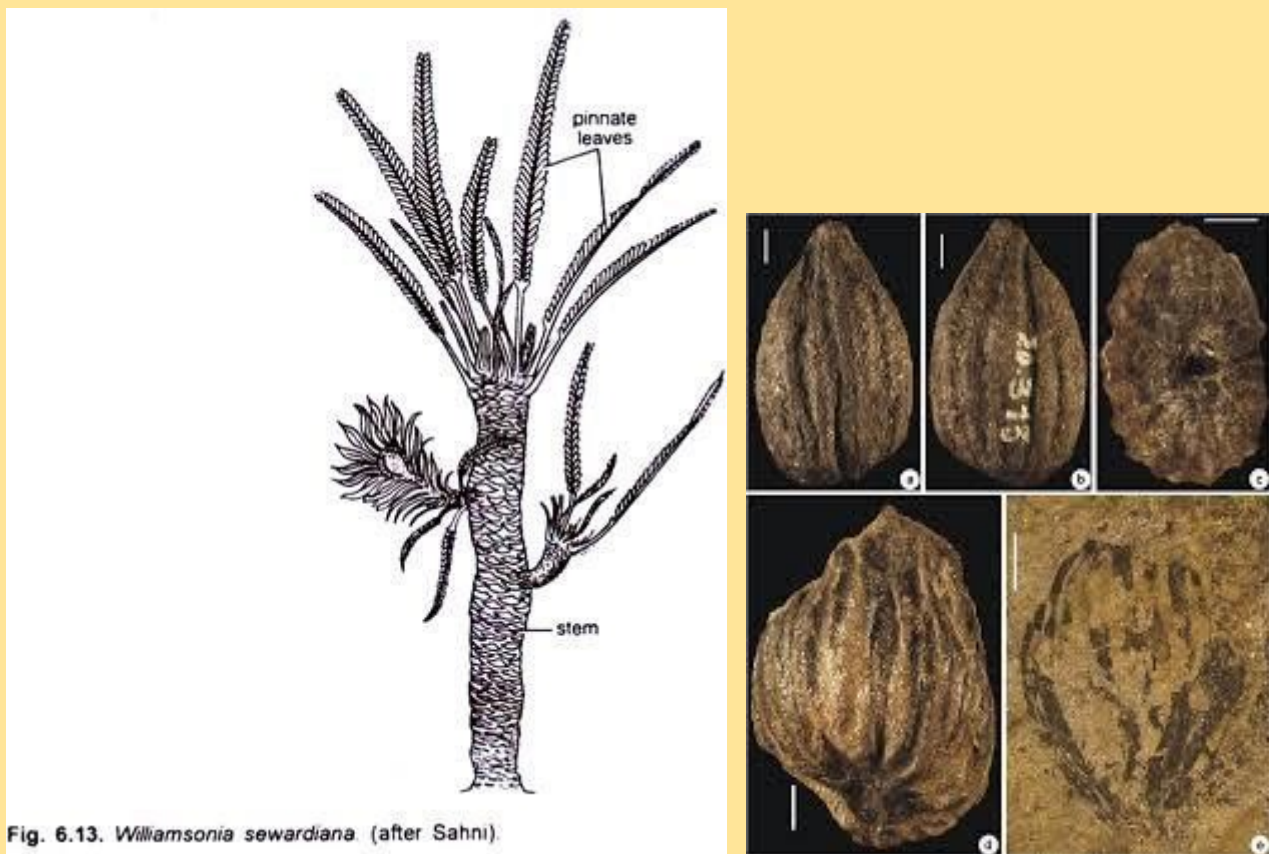 pinnate
leaves
stem
Fig. 6.13. Williamsonia sewardiana. (after Sahni).
a
b
c
d
e